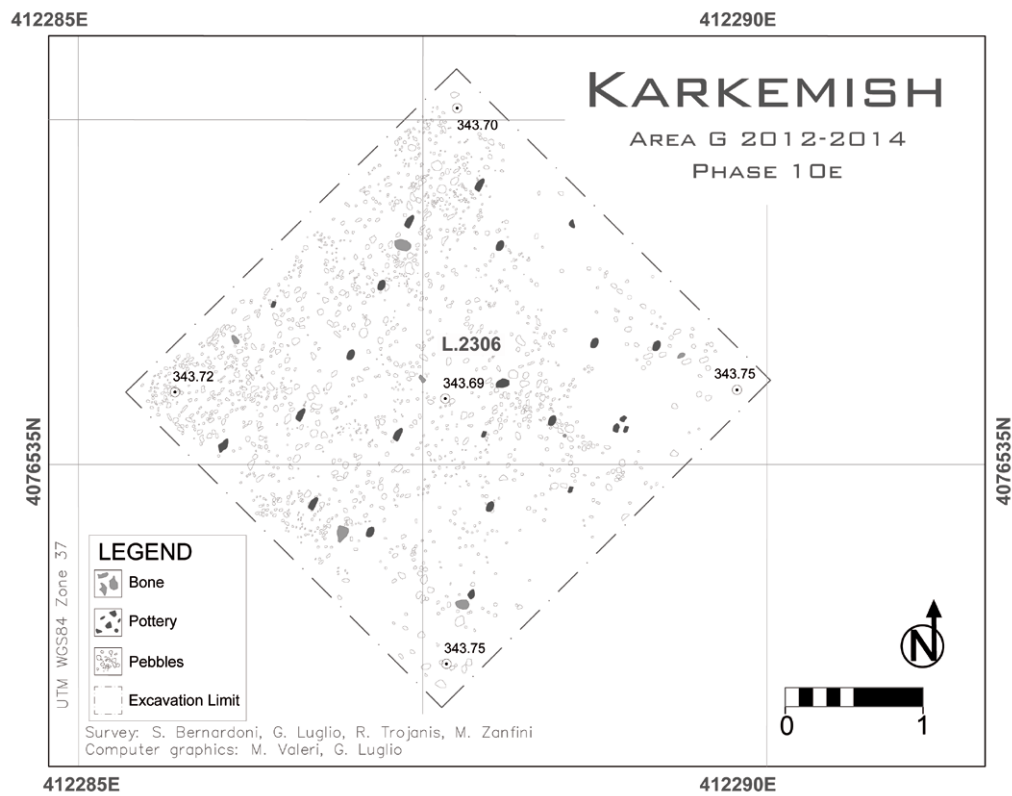 412285E
412290E
KARKEMISH
AREA G 2012-2014
PHASE 10E
343.70
L.2306
343.72
343.69
343.75
4076535N
4076535N
LEGEND
Bone
Pottery
Pebbles
Excavation Limit
UTM WGS84 Zone 37
343.75
N
0
1
Survey: S. Bernardoni, G. Luglio, R. Trojanis, M. Zanfini
Computer graphics: M. Valeri, G. Luglio
412285E
412290E